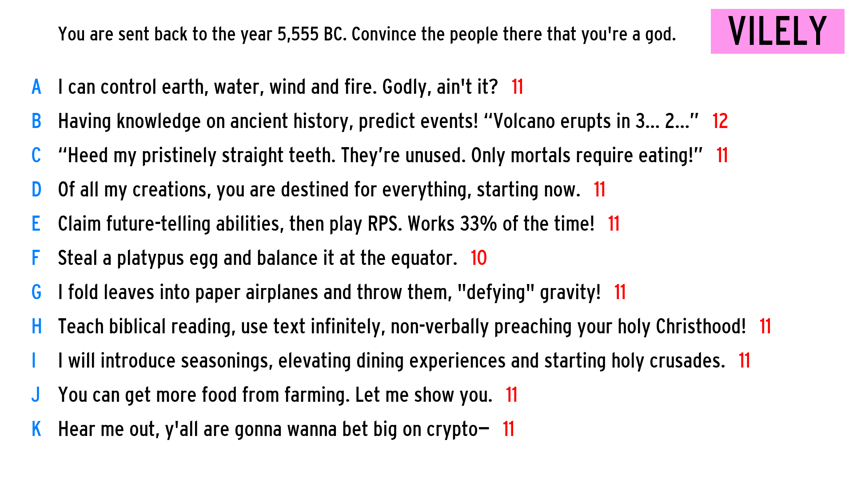 You are sent back to the year 5,555 BC. Convince the people there that you're a god.
VILELY
A I can control earth, water, wind and fire. Godly, ain't it? 11
B Having knowledge on ancient history, predict events! “Volcano erupts in 3... 2...” 12
C “Heed my pristinely straight teeth. They’re unused. Only mortals require eating!” 11
D Of all my creations, you are destined for everything, starting now. 11
E Claim future-telling abilities, then play RPS. Works 33% of the time! 11
F Steal a platypus egg and balance it at the equator. 10
G I fold leaves into paper airplanes and throw them, "defying" gravity! 11
H Teach biblical reading, use text infinitely, non-verbally preaching your holy Christhood! 11
I I will introduce seasonings, elevating dining experiences and starting holy crusades. 11
J You can get more food from farming. Let me show you. 11
K Hear me out, y'all are gonna wanna bet big on crypto— 11